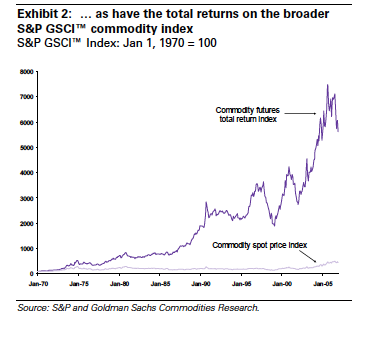 Exhibit 2: ... as have the total returns on the broader
S&P GSCI™ commodity index
S&P GSCI™ Index: Jan 1, 1970 = 100
8000
7000
6000
5000
4000
3000
2000
1000
0
Commodity futures
total return index
Commodity spot price index
Jan-70 Jan-75 Jan-80 Jan-85 Jan-90 Jan-95 Jan-00 Jan-05
Source: S&P and Goldman Sachs Commodities Research.